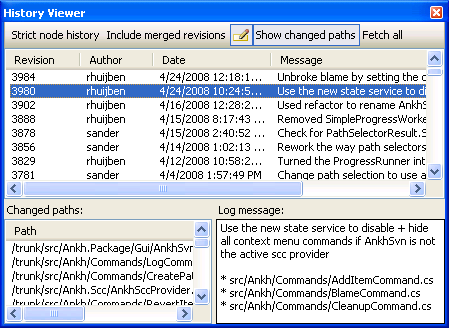 History Viewer
Strict node history Include merged revisions Show changed paths Fetch all
Revision Author Date Message
3984 rhuijben 4/24/2008 12:18:1... Unbroke blame by setting the c
3980 rhuijben 4/24/2008 10:24:5... Use the new state service to di
3902 rhuijben 4/16/2008 12:28:2... Used refactor to rename AnkhS
3888 rhuijben 4/15/2008 8:17:43 ... Removed SimpleProgressWorke
3878 sander 4/15/2008 2:40:52 ... Check for PathSelectorResult.S
3856 sander 4/14/2008 1:02:13 ... Rework the way path selectors
3829 rhuijben 4/12/2008 10:58:2... Turned the ProgressRunner int
3781 sander 4/4/2008 1:57:49 PM Change path selection to use a
Changed paths:
Path
/trunk/src/Ankh.Package/Gui/AnkhSvn
/trunk/src/Ankh/Commands/LogComm
/trunk/src/Ankh/Commands/CreatePat
/trunk/src/Ankh.Scc/AnkhSccProvider.
/trunk/src/Ankh/Commands/RevertItem
Log message:
Use the new state service to disable + hide
all context menu commands if AnkhSvn is not
the active scc provider
* src/Ankh/Commands/AddItemCommand.cs
* src/Ankh/Commands/BlameCommand.cs
* src/Ankh/Commands/CleanupCommand.cs